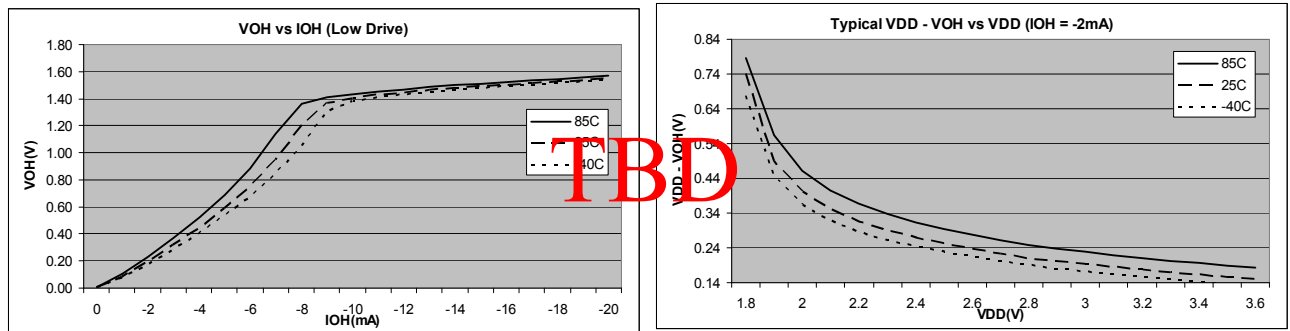 VOH vs IOH (Low Drive)
VOH(V)
1.80
1.60
1.40
1.20
1.00
0.80
0.60
0.40
0.20
0.00
0 -2 -4 -6 -8 -10 -12 -14 -16 -18 -20
IOH(mA)
85C
25C
-40C
TBD
Typical VDD - VOH vs VDD (IOH = -2mA)
VDD - VOH(V)
0.84
0.74
0.64
0.54
0.44
0.34
0.24
0.14
1.8 2 2.2 2.4 2.6 2.8 3 3.2 3.4 3.6
VDD(V)
85C
25C
-40C